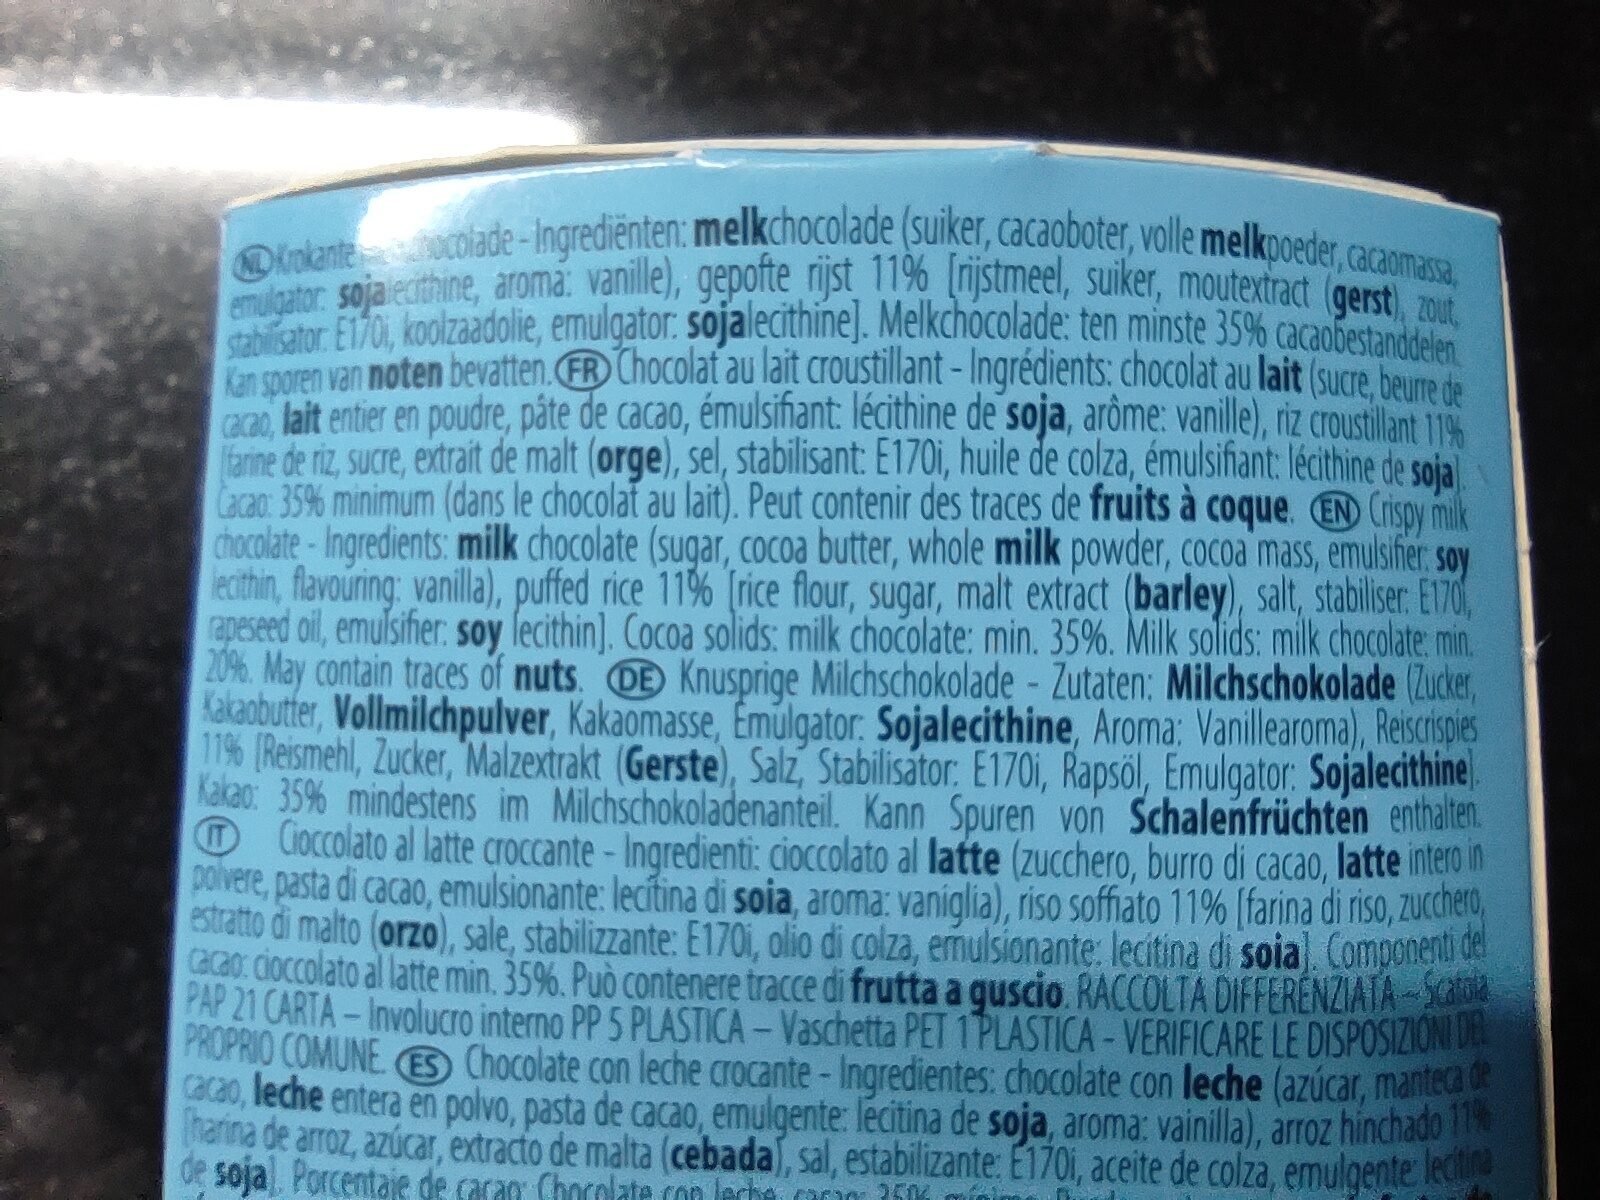 NL Krokante chocolade - Ingrediënten: melkchocolade (suiker, cacaoboter, volle melkpoeder, cacaomassa,
emulgator: sojalecithine, aroma: vanille), gepofte rijst 11% [rijstmeel, suiker, moutextract (gerst), zout,
stabilisator: E170i, koolzaadolie, emulgator: sojalecithine]. Melkchocolade: ten minste 35% cacaobestanddelen.
Kan sporen van noten bevatten. FR Chocolat au lait croustillant - Ingrédients: chocolat au lait (sucre, beurre de
cacao, lait entier en poudre, pâte de cacao, émulsifiant: lécithine de soja, arôme: vanille), riz croustillant 11%
[farine de riz, sucre, extrait de malt (orge), sel, stabilisant: E170i, huile de colza, émulsifiant: lécithine de soja].
Cacao: 35% minimum (dans le chocolat au lait). Peut contenir des traces de fruits à coque. EN Crispy milk
chocolate - Ingredients: milk chocolate (sugar, cocoa butter, whole milk powder, cocoa mass, emulsifier: soy
lecithin, flavouring: vanilla), puffed rice 11% [rice flour, sugar, malt extract (barley), salt, stabiliser: E170i,
rapeseed oil, emulsifier: soy lecithin]. Cocoa solids: milk chocolate: min. 35%. Milk solids: milk chocolate: min.
20%. May contain traces of nuts. DE Knusprige Milchschokolade - Zutaten: Milchschokolade (Zucker,
Kakaobutter, Vollmilchpulver, Kakaomasse, Emulgator: Sojalecithine, Aroma: Vanillearoma), Reiscrispies
11% [Reismehl, Zucker, Malzextrakt (Gerste), Salz, Stabilisator: E170i, Rapsöl, Emulgator: Sojalecithine].
Kakao: 35% mindestens im Milchschokoladenanteil. Kann Spuren von Schalenfrüchten enthalten.
IT Cioccolato al latte croccante - Ingredienti: cioccolato al latte (zucchero, burro di cacao, latte intero in
polvere, pasta di cacao, emulsionante: lecitina di soia, aroma: vaniglia), riso soffiato 11% [farina di riso, zucchero,
estratto di malto (orzo), sale, stabilizzante: E170i, olio di colza, emulsionante: lecitina di soia]. Componenti del
cacao: cioccolato al latte min. 35%. Può contenere tracce di frutta a guscio. RACCOLTA DIFFERENZIATA – Scatola
PAP 21 CARTA – Involucro interno PP 5 PLASTICA – Vaschetta PET 1 PLASTICA - VERIFICARE LE DISPOSIZIONI DEL
PROPRIO COMUNE. ES Chocolate con leche crocante - Ingredientes: chocolate con leche (azúcar, manteca de
cacao, leche entera en polvo, pasta de cacao, emulgente: lecitina de soja, aroma: vainilla), arroz hinchado 11%
[harina de arroz, azúcar, extracto de malta (cebada), sal, estabilizante: E170i, aceite de colza, emulgente: lecitina
de soja]. Porcentaje de cacao: Chocolate con leche, cacao: 35% mínimo.